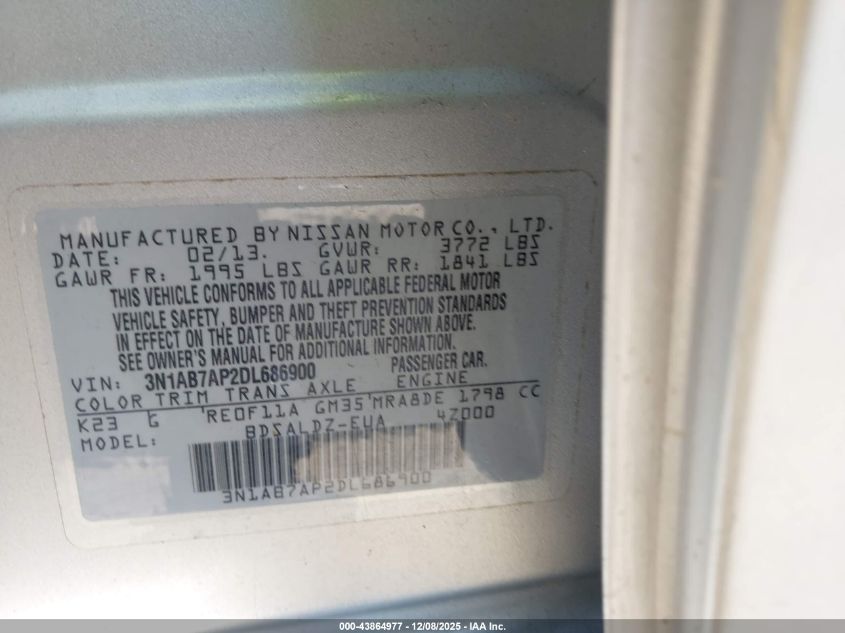 MANUFACTURED BY NISSAN MOTOR CO., LTD.
DATE: 02/13. GVWR: 3772 LBS
GAWR FR: 1995 LBS GAWR RR: 1841 LBS
THIS VEHICLE CONFORMS TO ALL APPLICABLE FEDERAL MOTOR
VEHICLE SAFETY, BUMPER AND THEFT PREVENTION STANDARDS
IN EFFECT ON THE DATE OF MANUFACTURE SHOWN ABOVE.
SEE OWNER'S MANUAL FOR ADDITIONAL INFORMATION.
VIN: 3N1AB7AP2DL686900 PASSENGER CAR.
COLOR TRIM TRANS AXLE ENGINE
K23 G RE0F11A GM35 MRA8DE 1798 CC
MODEL: BDSALDZ-EUA 4Z000
3N1AB7AP2DL686900
000-43864977 - 12/08/2025 - IAA Inc.